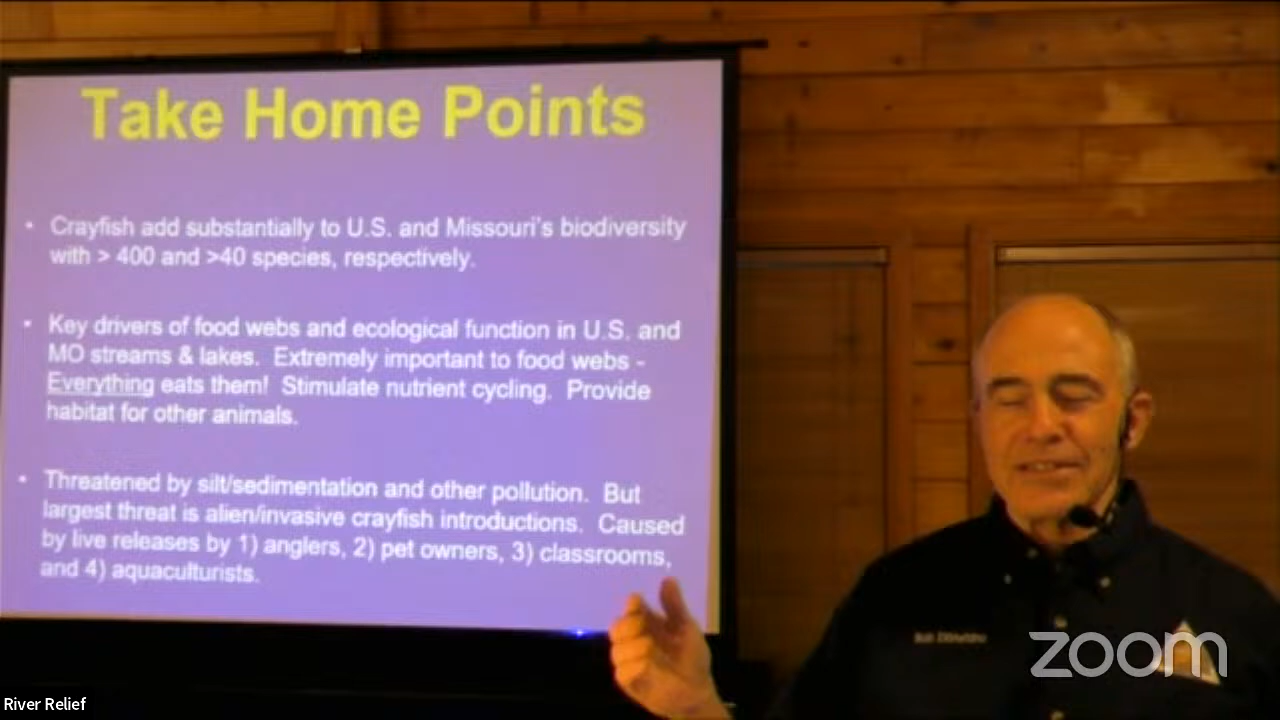 Take Home Points
• Crayfish add substantially to U.S. and Missouri's biodiversity
with > 400 and >40 species, respectively.
• Key drivers of food webs and ecological function in U.S. and
MO streams & lakes. Extremely important to food webs -
Everything eats them! Stimulate nutrient cycling. Provide
habitat for other animals.
• Threatened by silt/sedimentation and other pollution. But
largest threat is alien/invasive crayfish introductions. Caused
by live releases by 1) anglers, 2) pet owners, 3) classrooms,
and 4) aquaculturists.
Bob
zoom
River Relief